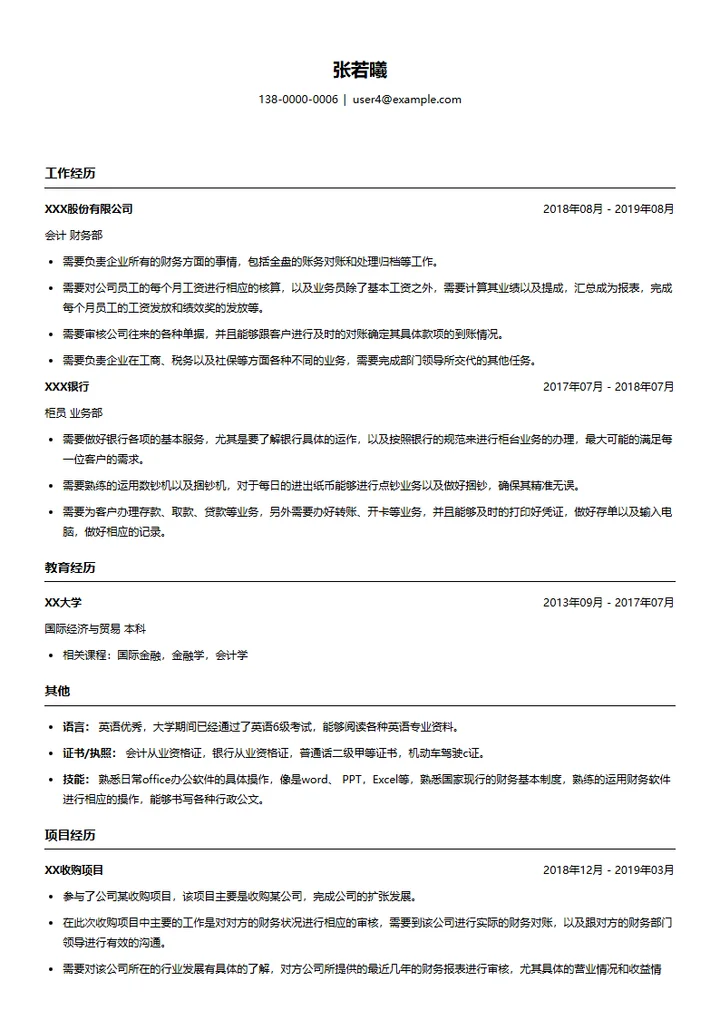 张若曦
138-0000-0006 | user4@example.com
工作经历
XXX股份有限公司 2018年08月 - 2019年08月
会计 财务部
• 需要负责企业所有的财务方面的事情，包括全盘的账务对账和处理归档等工作。
• 需要对公司员工的每个月工资进行相应的核算，以及业务员除了基本工资之外，需要计算其业绩以及提成，汇总成为报表，完成
每个月员工的工资发放和绩效奖的发放等。
• 需要审核公司往来的各种单据，并且能够跟客户进行及时的对账确定其具体款项的到账情况。
• 需要负责企业在工商、税务以及社保等方面各种不同的业务，需要完成部门领导所交代的其他任务。
XXX银行 2017年07月 - 2018年07月
柜员 业务部
• 需要做好银行各项的基本服务，尤其是要了解银行具体的运作，以及按照银行的规范来进行柜台业务的办理，最大可能的满足每
一位客户的需求。
• 需要熟练的运用数钞机以及捆钞机，对于每日的进出纸币能够进行点钞业务以及做好捆钞，确保其精准无误。
• 需要为客户办理存款、取款、贷款等业务，另外需要办好转账、开卡等业务，并且能够及时的打印好凭证，做好存单以及输入电
脑，做好相应的记录。
教育经历
XX大学 2013年09月 - 2017年07月
国际经济与贸易 本科
• 相关课程：国际金融，金融学，会计学
其他
• 语言： 英语优秀，大学期间已经通过了英语6级考试，能够阅读各种英语专业资料。
• 证书/执照： 会计从业资格证，银行从业资格证，普通话二级甲等证书，机动车驾驶c证。
• 技能： 熟悉日常office办公软件的具体操作，像是word、 PPT，Excel等，熟悉国家现行的财务基本制度，熟练的运用财务软件
进行相应的操作，能够书写各种行政公文。
项目经历
XX收购项目 2018年12月 - 2019年03月
• 参与了公司某收购项目，该项目主要是收购某公司，完成公司的扩张发展。
• 在此次收购项目中主要的工作是对对方的财务状况进行相应的审核，需要到该公司进行实际的财务对账，以及跟对方的财务部门
领导进行有效的沟通。
• 需要对该公司所在的行业发展有具体的了解，对方公司所提供的最近几年的财务报表进行审核，尤其具体的营业情况和收益情